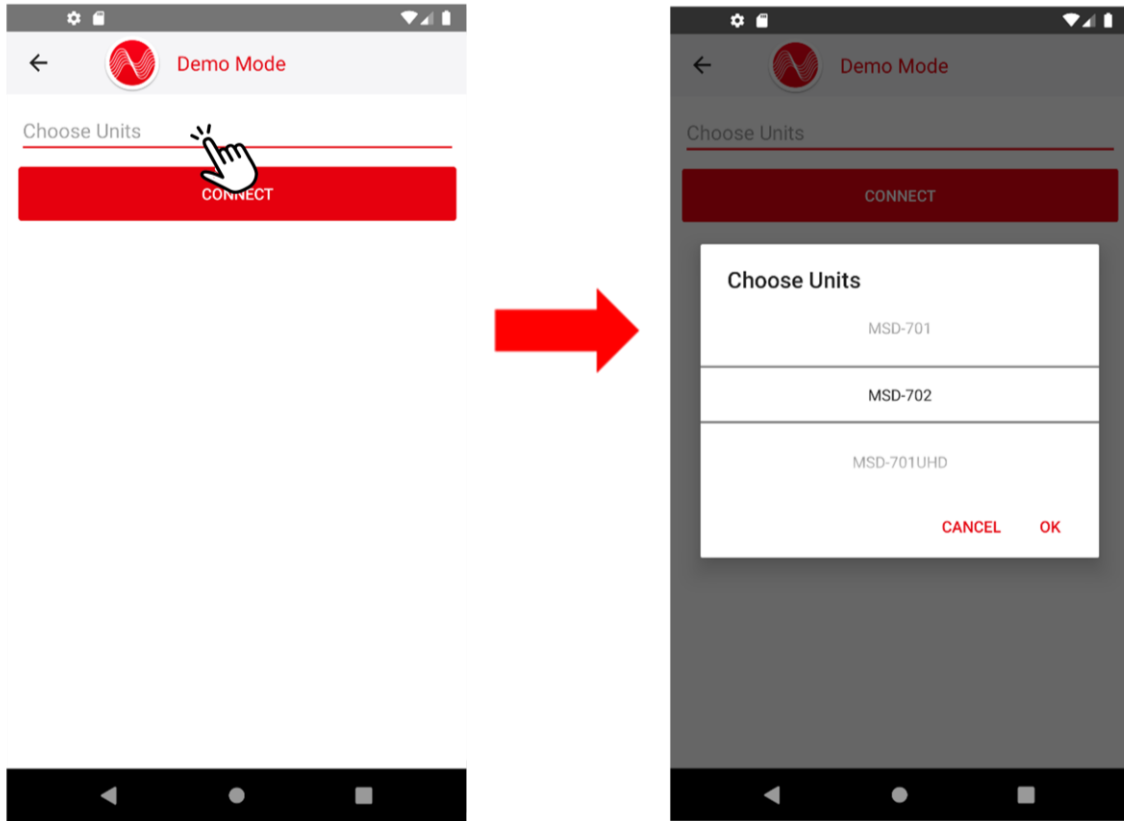 Demo Mode
Choose Units
CONNECT
Demo Mode
Choose Units
CONNECT
Choose Units
MSD-701
MSD-702
MSD-701UHD
CANCEL OK